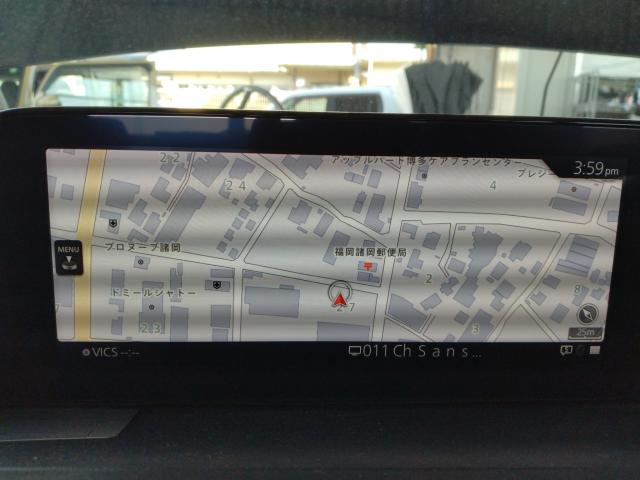 アップルハート博多ケアプランセンター
3:59pm
プレジ
22
24
4
MENU
プロヌーブ諸岡
福岡諸岡郵便局
〒
2
ドミールシャトー
27
8
23
3
25m
VICS --:--
011 Ch S a n s ...